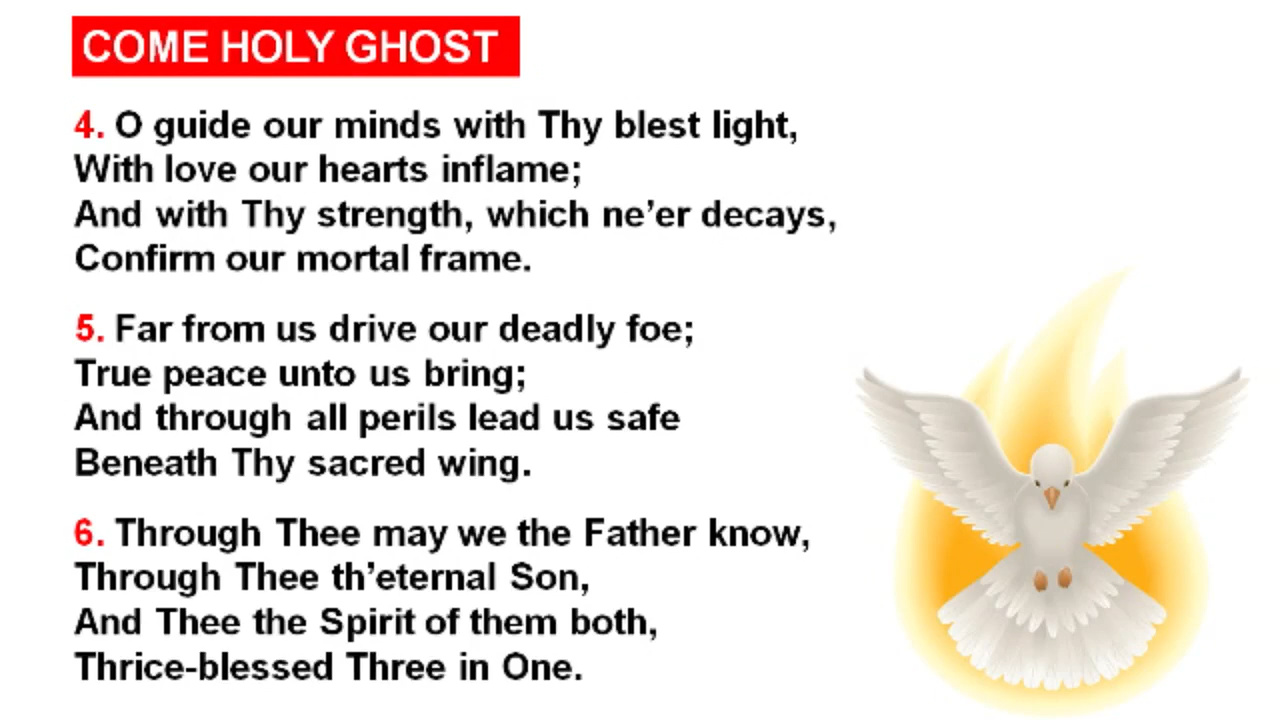 COME HOLY GHOST
4. O guide our minds with Thy blest light,
With love our hearts inflame;
And with Thy strength, which ne’er decays,
Confirm our mortal frame.
5. Far from us drive our deadly foe;
True peace unto us bring;
And through all perils lead us safe
Beneath Thy sacred wing.
6. Through Thee may we the Father know,
Through Thee th’eternal Son,
And Thee the Spirit of them both,
Thrice-blessed Three in One.